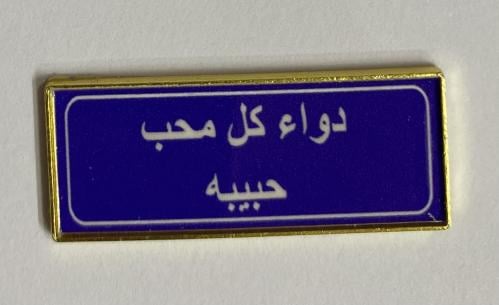 دواء كل محب
حبيبه